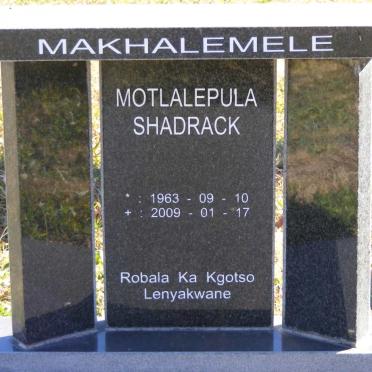 MAKHALEMELE
MOTLALEPULA
SHADRACK
* : 1963 - 09 - 10
+ : 2009 - 01 - 17
Robala Ka Kgotso
Lenyakwane